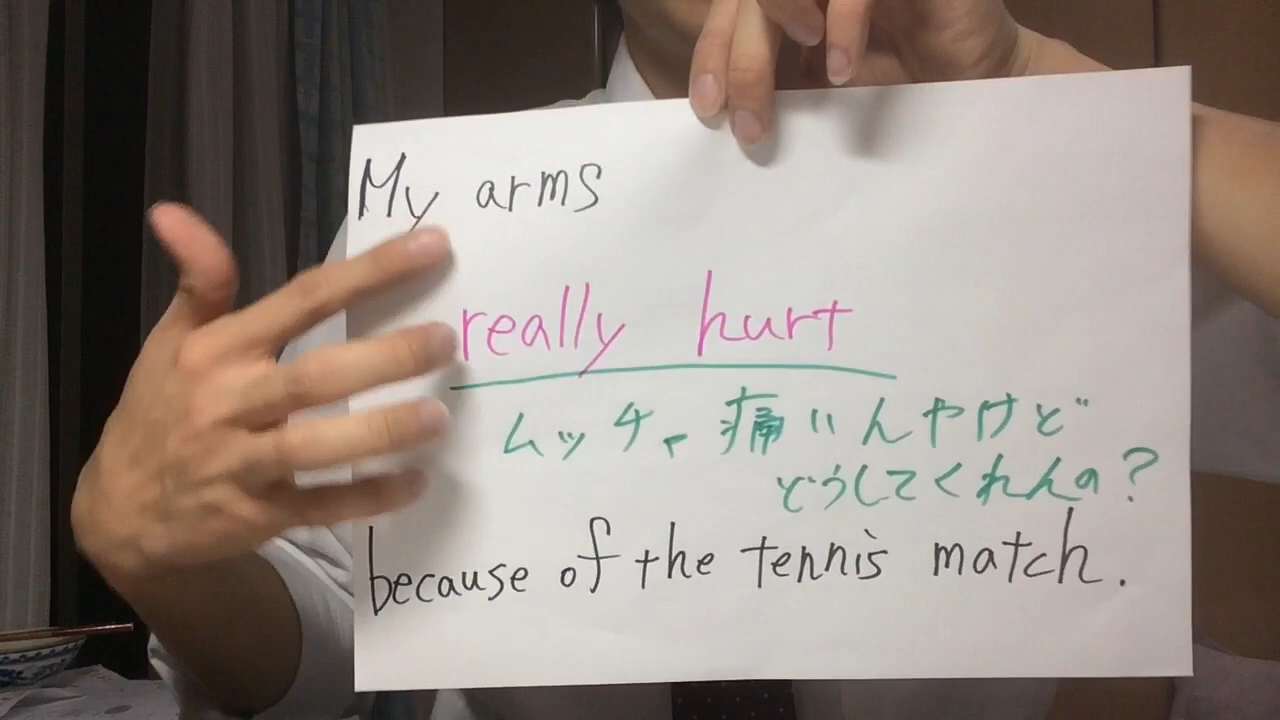 My arms
really hurt
ムッチャ痛いんやけど
どうしてくれんの?
because of the tennis match.